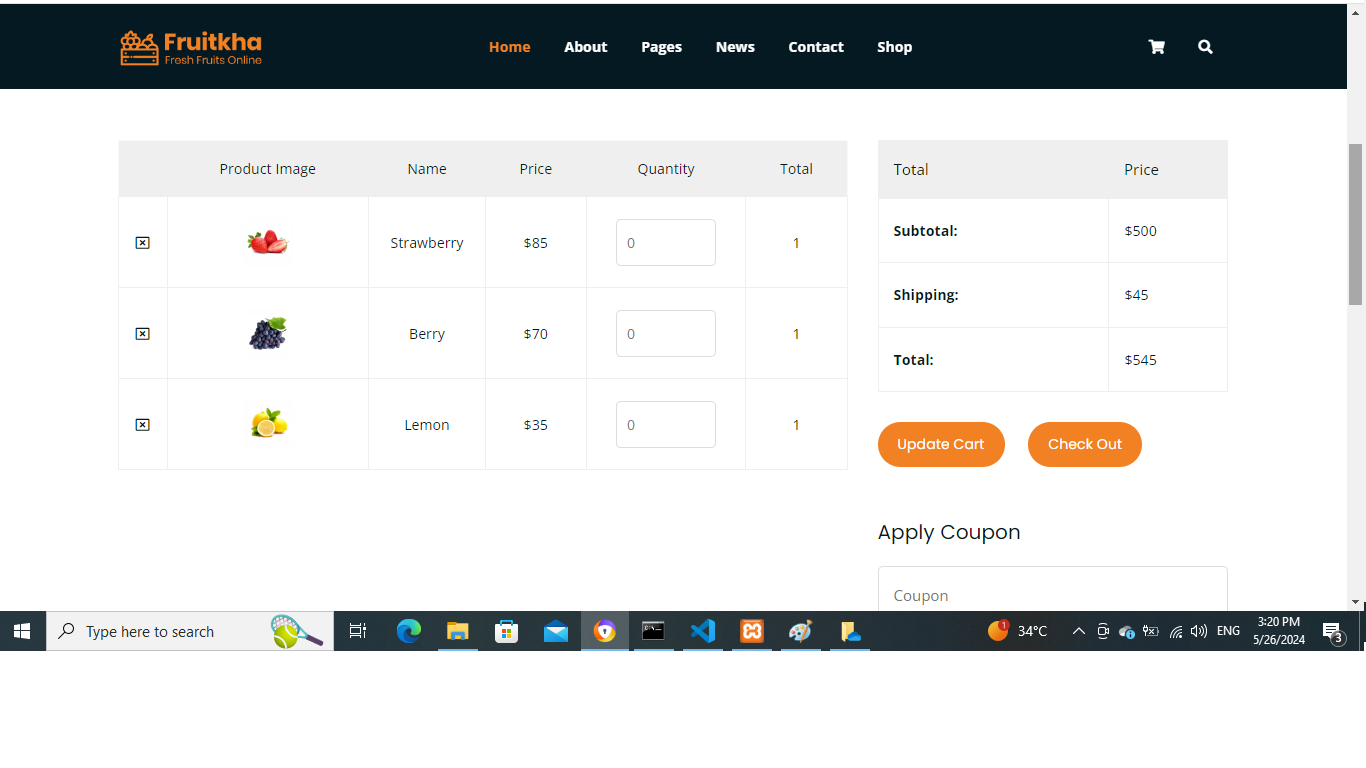 Fruitkha
Fresh Fruits Online
Home About Pages News Contact Shop
Product Image Name Price Quantity Total
Strawberry $85 0 1
Berry $70 0 1
Lemon $35 0 1
Total Price
Subtotal: $500
Shipping: $45
Total: $545
Update Cart Check Out
Apply Coupon
Coupon
Type here to search
1
34°C
ENG
3:20 PM
5/26/2024
3